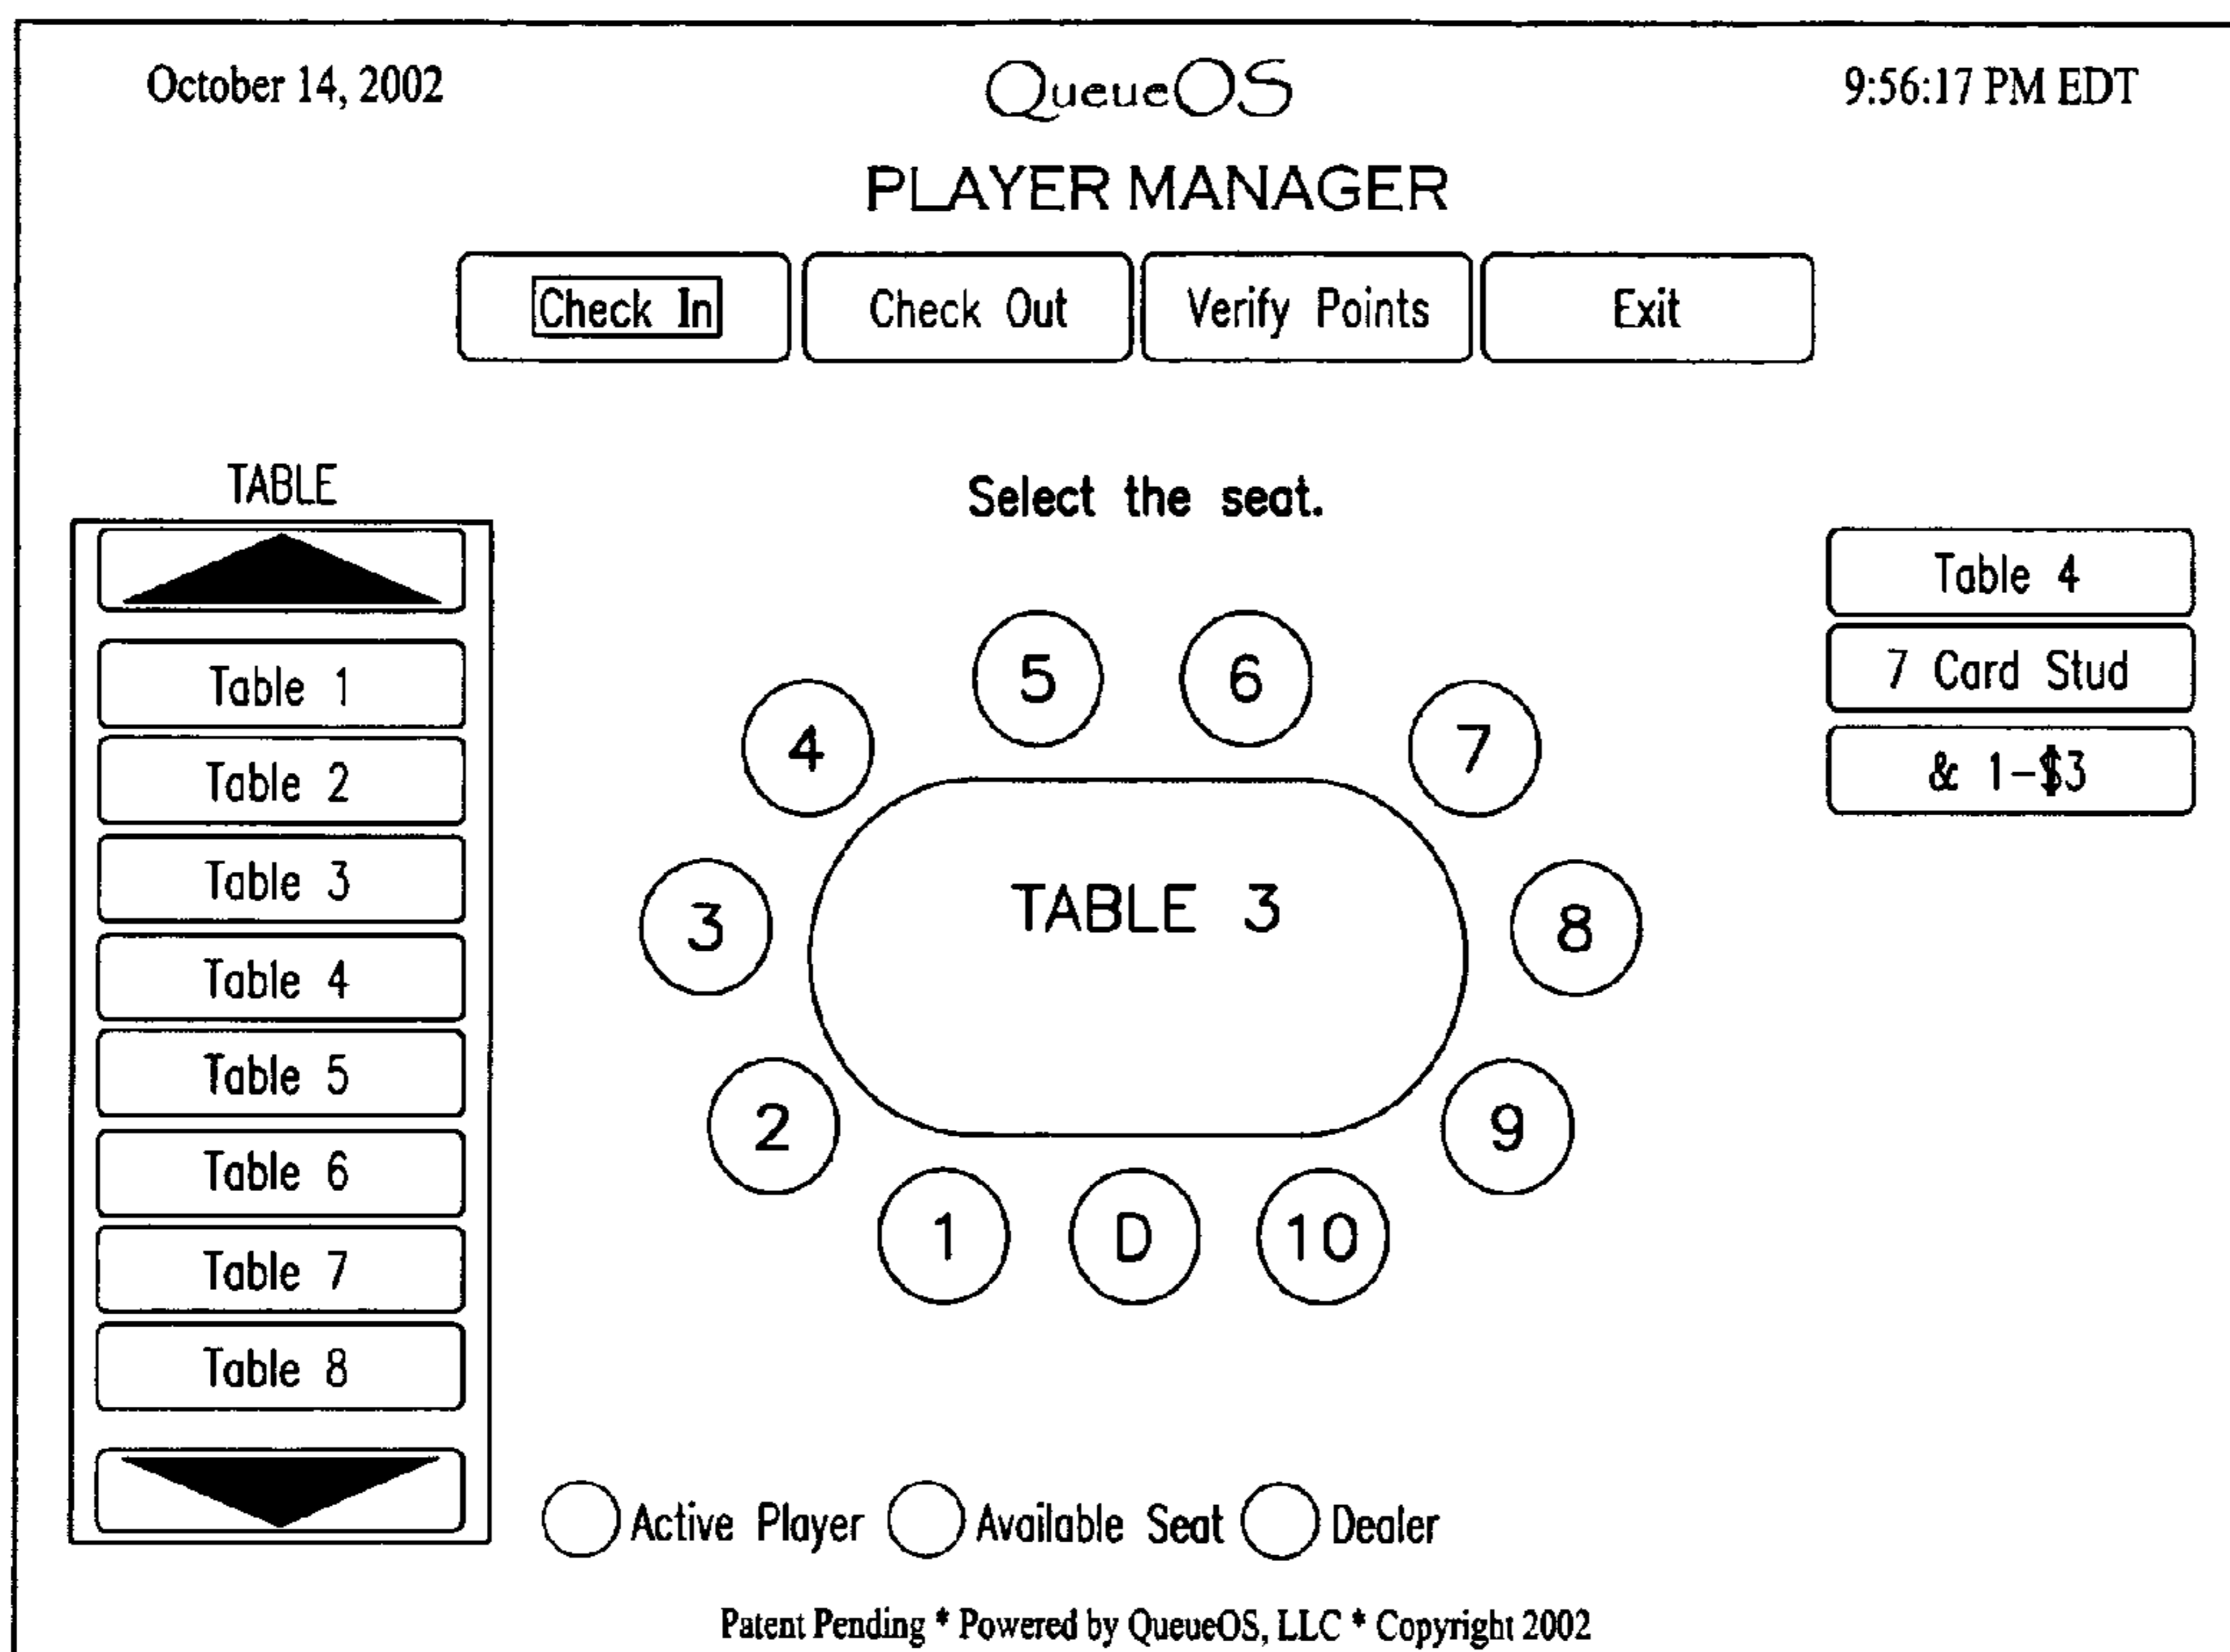 October 14, 2002
QueueOS
9:56:17 PM EDT
PLAYER MANAGER
Check In
Check Out
Verify Points
Exit
TABLE
Table 1
Table 2
Table 3
Table 4
Table 5
Table 6
Table 7
Table 8
Select the seat.
5
6
4
7
3
TABLE 3
8
2
9
1
D
10
Table 4
7 Card Stud
& 1-$3
Active Player
Available Seat
Dealer
Patent Pending * Powered by QueueOS, LLC * Copyright 2002